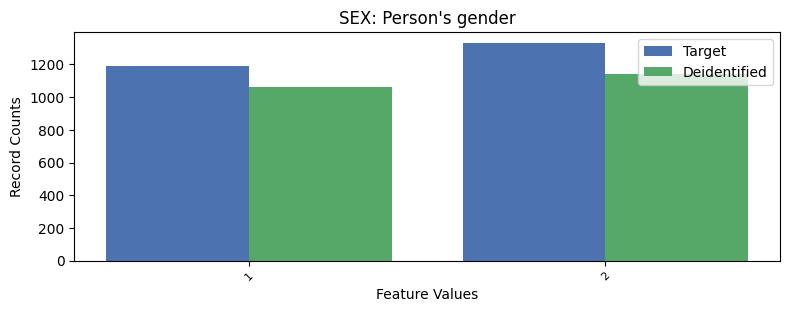 SEX: Person's gender
Target
Deidentified
Record Counts
1200
1000
800
600
400
200
0
1
2
Feature Values